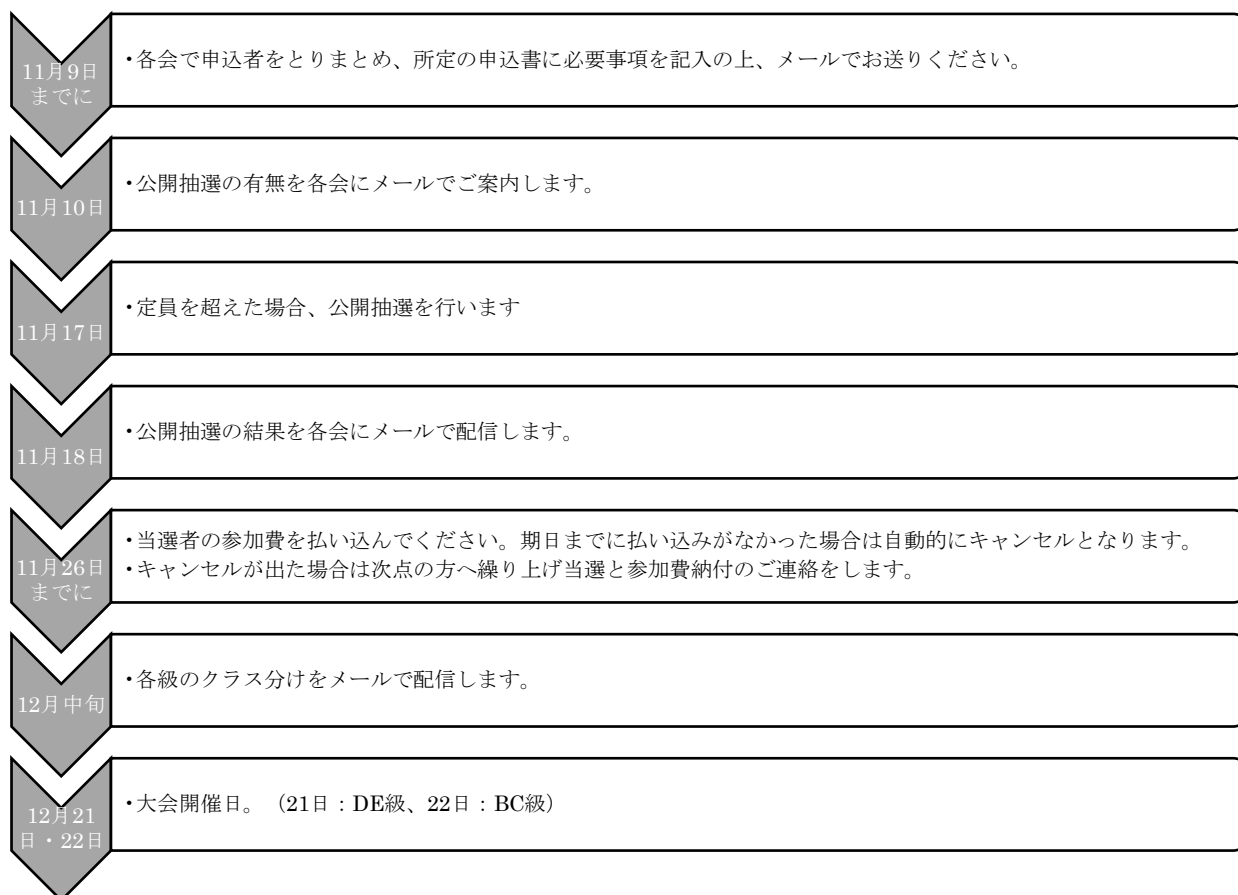 11月9日
までに
・各会で申込者をとりまとめ、所定の申込書に必要事項を記入の上、メールでお送りください。
11月10日
・公開抽選の有無を各会にメールでご案内します。
11月17日
・定員を超えた場合、公開抽選を行います
11月18日
・公開抽選の結果を各会にメールで配信します。
11月26日
までに
・当選者の参加費を払い込んでください。期日までに払い込みがなかった場合は自動的にキャンセルとなります。
・キャンセルが出た場合は次点の方へ繰り上げ当選と参加費納付のご連絡をします。
12月中旬
・各級のクラス分けをメールで配信します。
12月21
日・22日
・大会開催日。（21日：DE級、22日：BC級）